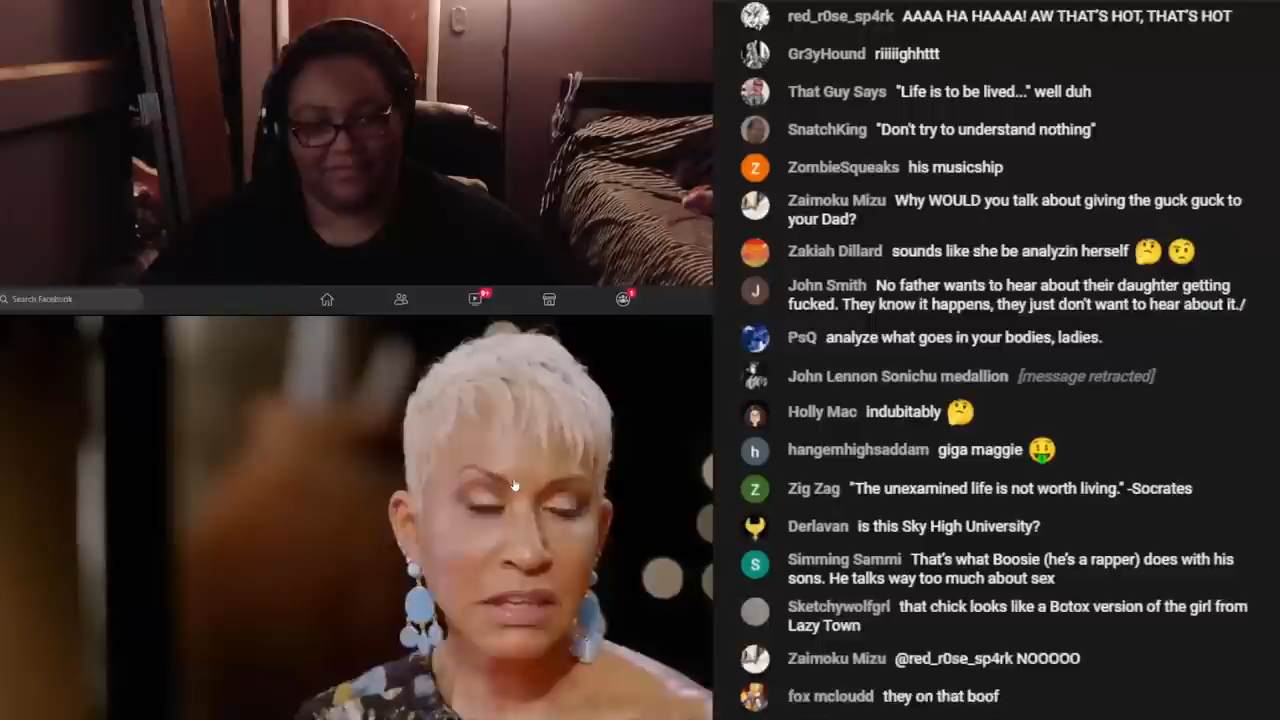 red_r0se_sp4rk AAAA HA HAAAA! AW THAT'S HOT, THAT'S HOT
Gr3yHound riiiiighhttt
That Guy Says "Life is to be lived..." well duh
SnatchKing "Don't try to understand nothing"
Z ZombieSqueaks his musicship
Zaimoku Mizu Why WOULD you talk about giving the guck guck to
your Dad?
Zakiah Dillard sounds like she be analyzin herself 🤔 🤨
J John Smith No father wants to hear about their daughter getting
fucked. They know it happens, they just don't want to hear about it./
PsQ analyze what goes in your bodies, ladies.
John Lennon Sonichu medallion [message retracted]
Holly Mac indubitably 🤔
h hangemhighsaddam giga maggie 🤑
Z Zig Zag "The unexamined life is not worth living." -Socrates
Derlavan is this Sky High University?
S Simming Sammi That's what Boosie (he's a rapper) does with his
sons. He talks way too much about sex
Sketchywolfgrl that chick looks like a Botox version of the girl from
Lazy Town
Zaimoku Mizu @red_r0se_sp4rk NOOOOO
fox mcloudd they on that boof
Search Facebook
9+
1